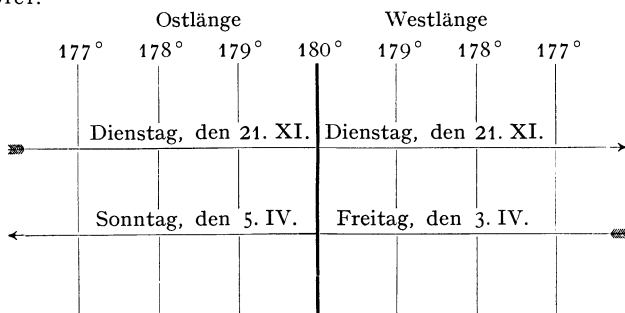 Ostlänge Westlänge
177° 178° 179° 180° 179° 178° 177°
Dienstag, den 21. XI. Dienstag, den 21. XI.
Sonntag, den 5. IV. Freitag, den 3. IV.